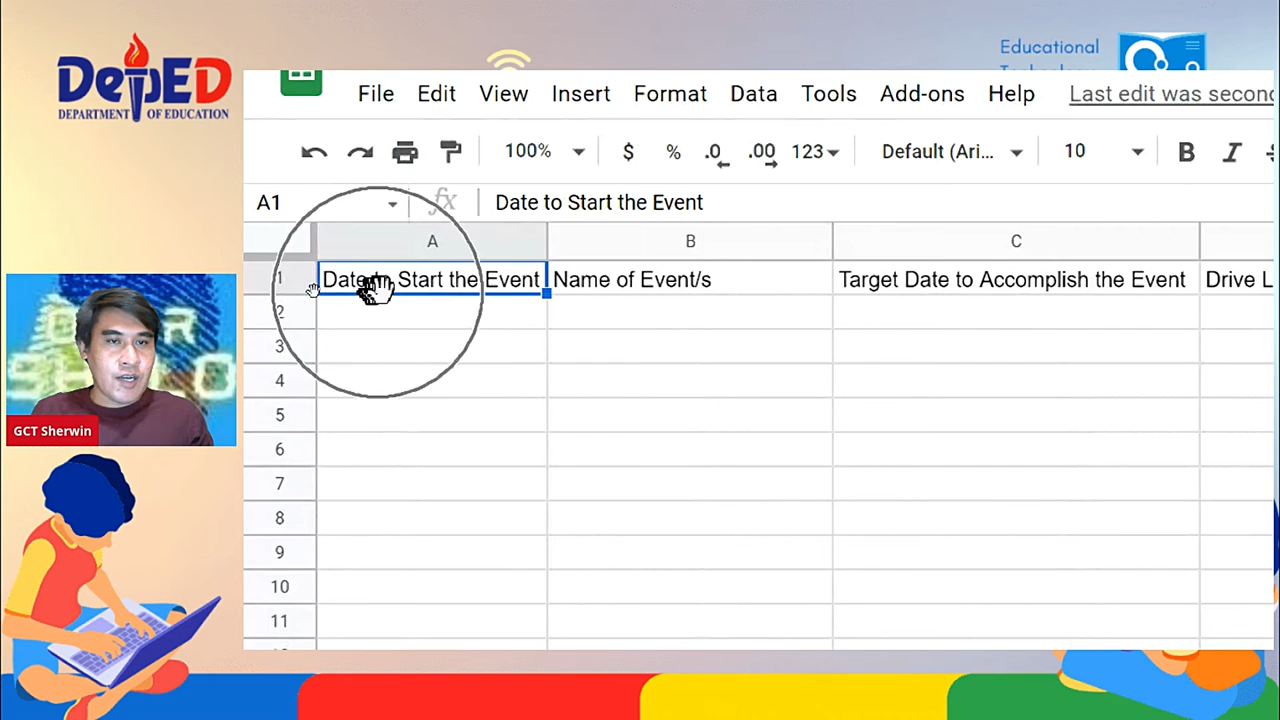 DepED
DEPARTMENT OF EDUCATION
Educational
File Edit View Insert Format Data Tools Add-ons Help Last edit was secon
100% $ % .0 .00 123 Default (Ari... 10 B I
A1 fx Date to Start the Event
A B C
1 Date to Start the Event Name of Event/s Target Date to Accomplish the Event Drive L
2
3
4
5
6
7
8
9
10
11
GCT Sherwin